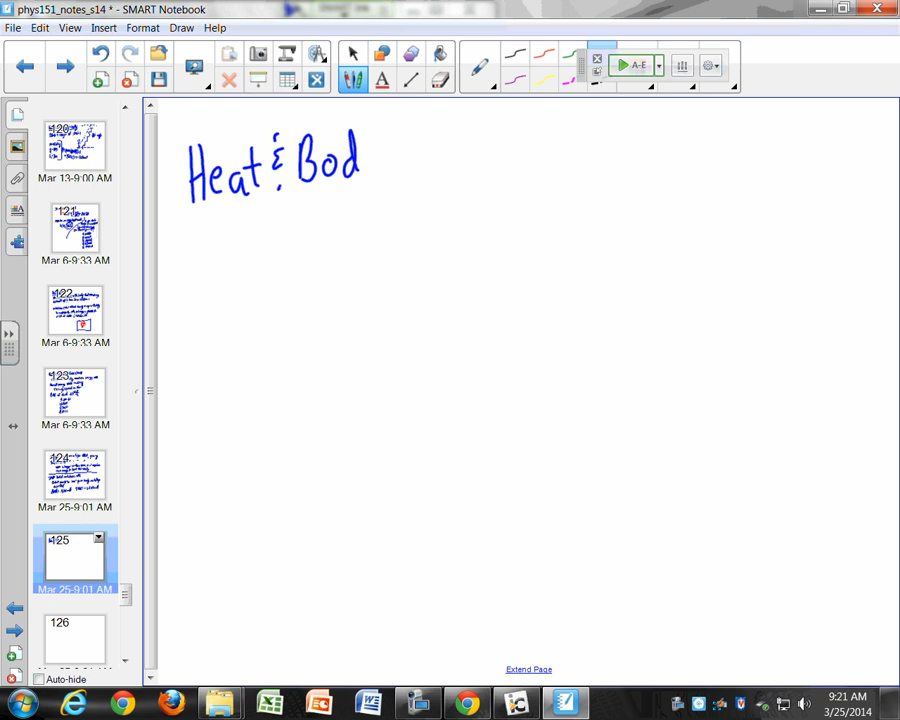 phys151_notes_s14 * - SMART Notebook
File Edit View Insert Format Draw Help
A-E
120
Mar 13-9:00 AM
121
Mar 6-9:33 AM
122
Mar 6-9:33 AM
123
Mar 6-9:33 AM
124
Mar 25-9:01 AM
125
Mar 25-9:01 AM
126
Auto-hide
Heat & Bod
Extend Page
9:21 AM
3/25/2014